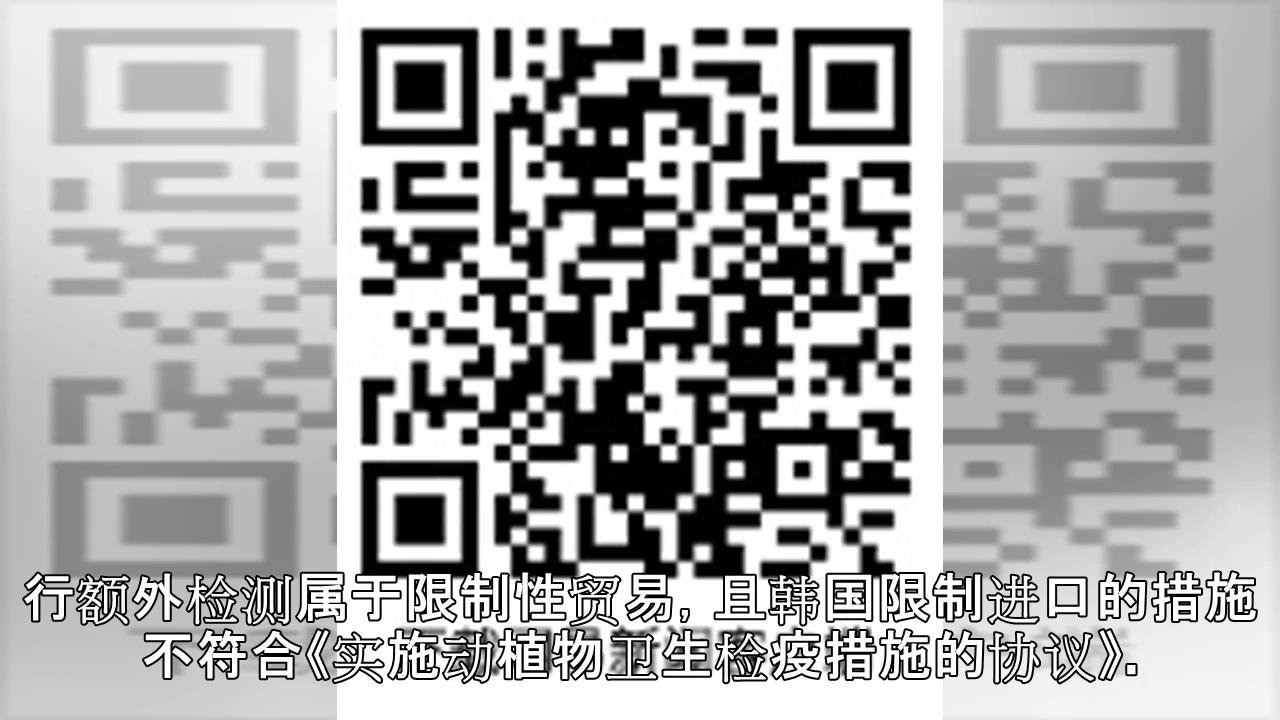 行额外检测属于限制性贸易, 且韩国限制进口的措施
不符合《实施动植物卫生检疫措施的协议》.